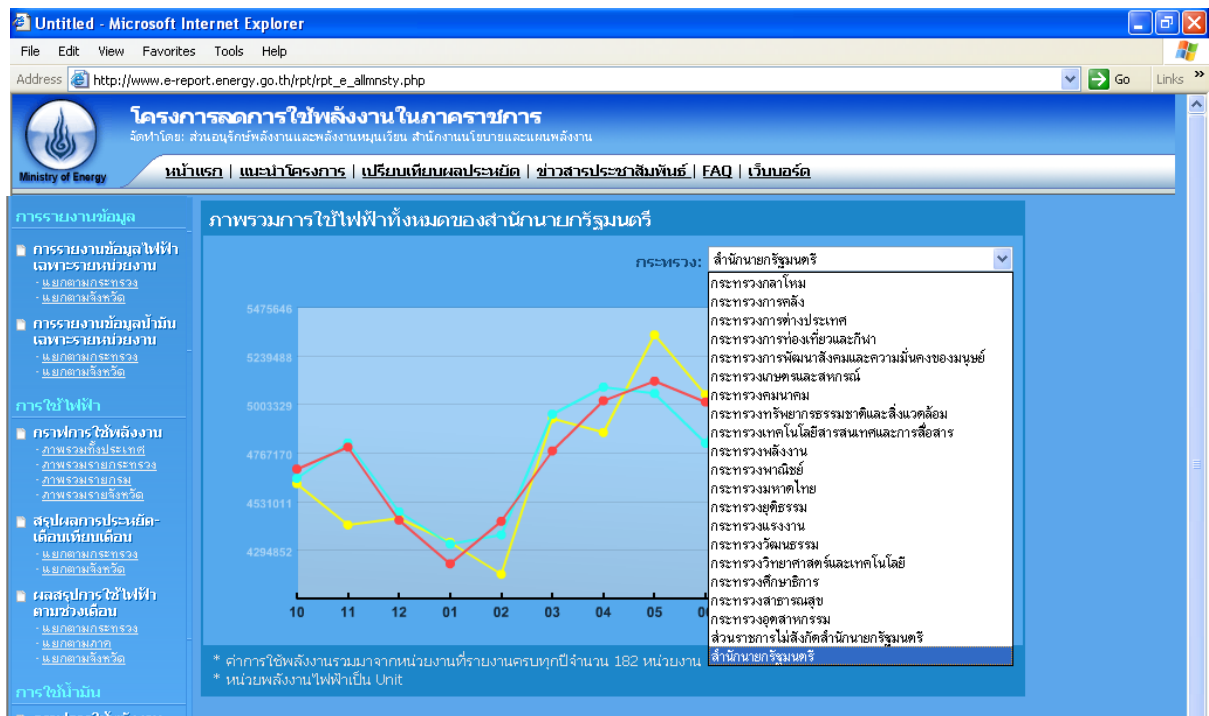 Untitled - Microsoft Internet Explorer
File Edit View Favorites Tools Help
Address http://www.e-report.energy.go.th/rpt/rpt_e_allmnsty.php Go Links »
โครงการลดการใช้พลังงานในภาคราชการ
จัดทำโดย: ส่วนอนุรักษ์พลังงานและพลังงานหมุนเวียน สำนักงานนโยบายและแผนพลังงาน
Ministry of Energy
หน้าแรก | แนะนำโครงการ | เปรียบเทียบผลประหยัด | ข่าวสารประชาสัมพันธ์ | FAQ | เว็บบอร์ด
การรายงานข้อมูล
การรายงานข้อมูลไฟฟ้า
เฉพาะรายหน่วยงาน
- แยกตามกระทรวง
- แยกตามจังหวัด
การรายงานข้อมูลน้ำมัน
เฉพาะรายหน่วยงาน
- แยกตามกระทรวง
- แยกตามจังหวัด
การใช้ไฟฟ้า
กราฟการใช้พลังงาน
- ภาพรวมทั้งประเทศ
- ภาพรวมรายกระทรวง
- ภาพรวมรายกรม
- ภาพรวมรายจังหวัด
สรุปผลการประหยัด-
เดือนเทียบเดือน
- แยกตามกระทรวง
- แยกตามจังหวัด
ผลสรุปการใช้ไฟฟ้า
ตามช่วงเดือน
- แยกตามกระทรวง
- แยกตามภาค
- แยกตามจังหวัด
การใช้น้ำมัน
ภาพรวมการใช้ไฟฟ้าทั้งหมดของสำนักนายกรัฐมนตรี
กระทรวง: สำนักนายกรัฐมนตรี
กระทรวงกลาโหม
กระทรวงการคลัง
กระทรวงการต่างประเทศ
กระทรวงการท่องเที่ยวและกีฬา
กระทรวงการพัฒนาสังคมและความมั่นคงของมนุษย์
กระทรวงเกษตรและสหกรณ์
กระทรวงคมนาคม
กระทรวงทรัพยากรธรรมชาติและสิ่งแวดล้อม
กระทรวงเทคโนโลยีสารสนเทศและการสื่อสาร
กระทรวงพลังงาน
กระทรวงพาณิชย์
กระทรวงมหาดไทย
กระทรวงยุติธรรม
กระทรวงแรงงาน
กระทรวงวัฒนธรรม
กระทรวงวิทยาศาสตร์และเทคโนโลยี
กระทรวงศึกษาธิการ
กระทรวงสาธารณสุข
กระทรวงอุตสาหกรรม
ส่วนราชการไม่สังกัดสำนักนายกรัฐมนตรี
สำนักนายกรัฐมนตรี
5475646
5239488
5003329
4767170
4531011
4294852
10 11 12 01 02 03 04 05
* ค่าการใช้พลังงานรวมมาจากหน่วยงานที่รายงานครบทุกปีจำนวน 182 หน่วยงาน
* หน่วยพลังงานไฟฟ้าเป็น Unit